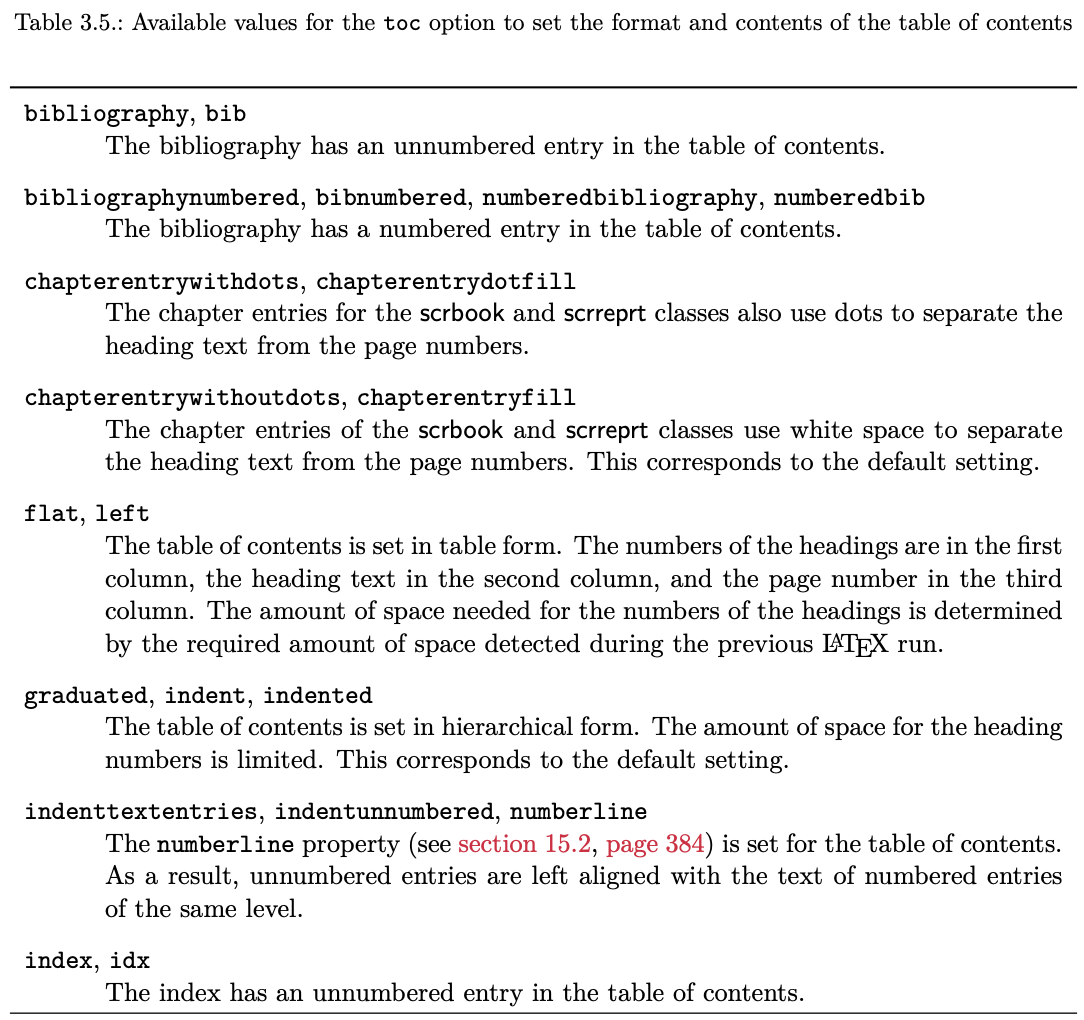 Table 3.5.: Available values for the toc option to set the format and contents of the table of contents
bibliography, bib
The bibliography has an unnumbered entry in the table of contents.
bibliographynumbered, bibnumbered, numberedbibliography, numberedbib
The bibliography has a numbered entry in the table of contents.
chapterentrywithdots, chapterentrydotfill
The chapter entries for the scrbook and scrreprt classes also use dots to separate the
heading text from the page numbers.
chapterentrywithoutdots, chapterentryfill
The chapter entries of the scrbook and scrreprt classes use white space to separate
the heading text from the page numbers. This corresponds to the default setting.
flat, left
The table of contents is set in table form. The numbers of the headings are in the first
column, the heading text in the second column, and the page number in the third
column. The amount of space needed for the numbers of the headings is determined
by the required amount of space detected during the previous LATEX run.
graduated, indent, indented
The table of contents is set in hierarchical form. The amount of space for the heading
numbers is limited. This corresponds to the default setting.
indenttextentries, indentunnumbered, numberline
The numberline property (see section 15.2, page 384) is set for the table of contents.
As a result, unnumbered entries are left aligned with the text of numbered entries
of the same level.
index, idx
The index has an unnumbered entry in the table of contents.